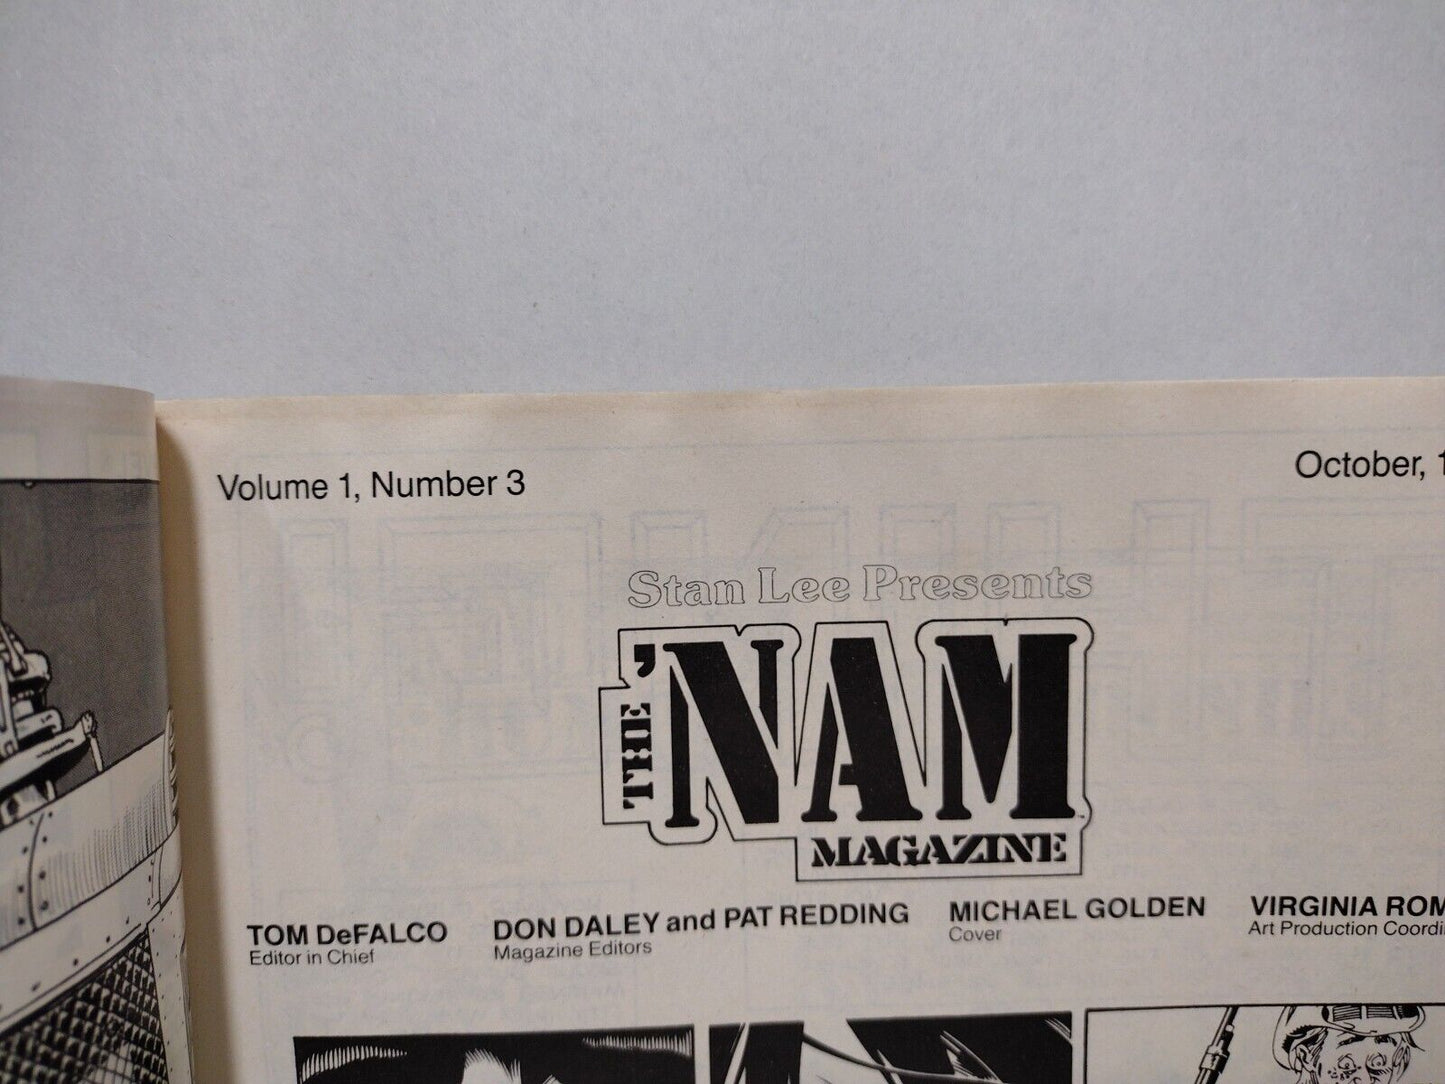 Volume 1, Number 3
October, 1
Stan Lee Presents
THE 'NAM
MAGAZINE
TOM DeFALCO
Editor in Chief
DON DALEY and PAT REDDING
Magazine Editors
MICHAEL GOLDEN
Cover
VIRGINIA ROM
Art Production Coordi